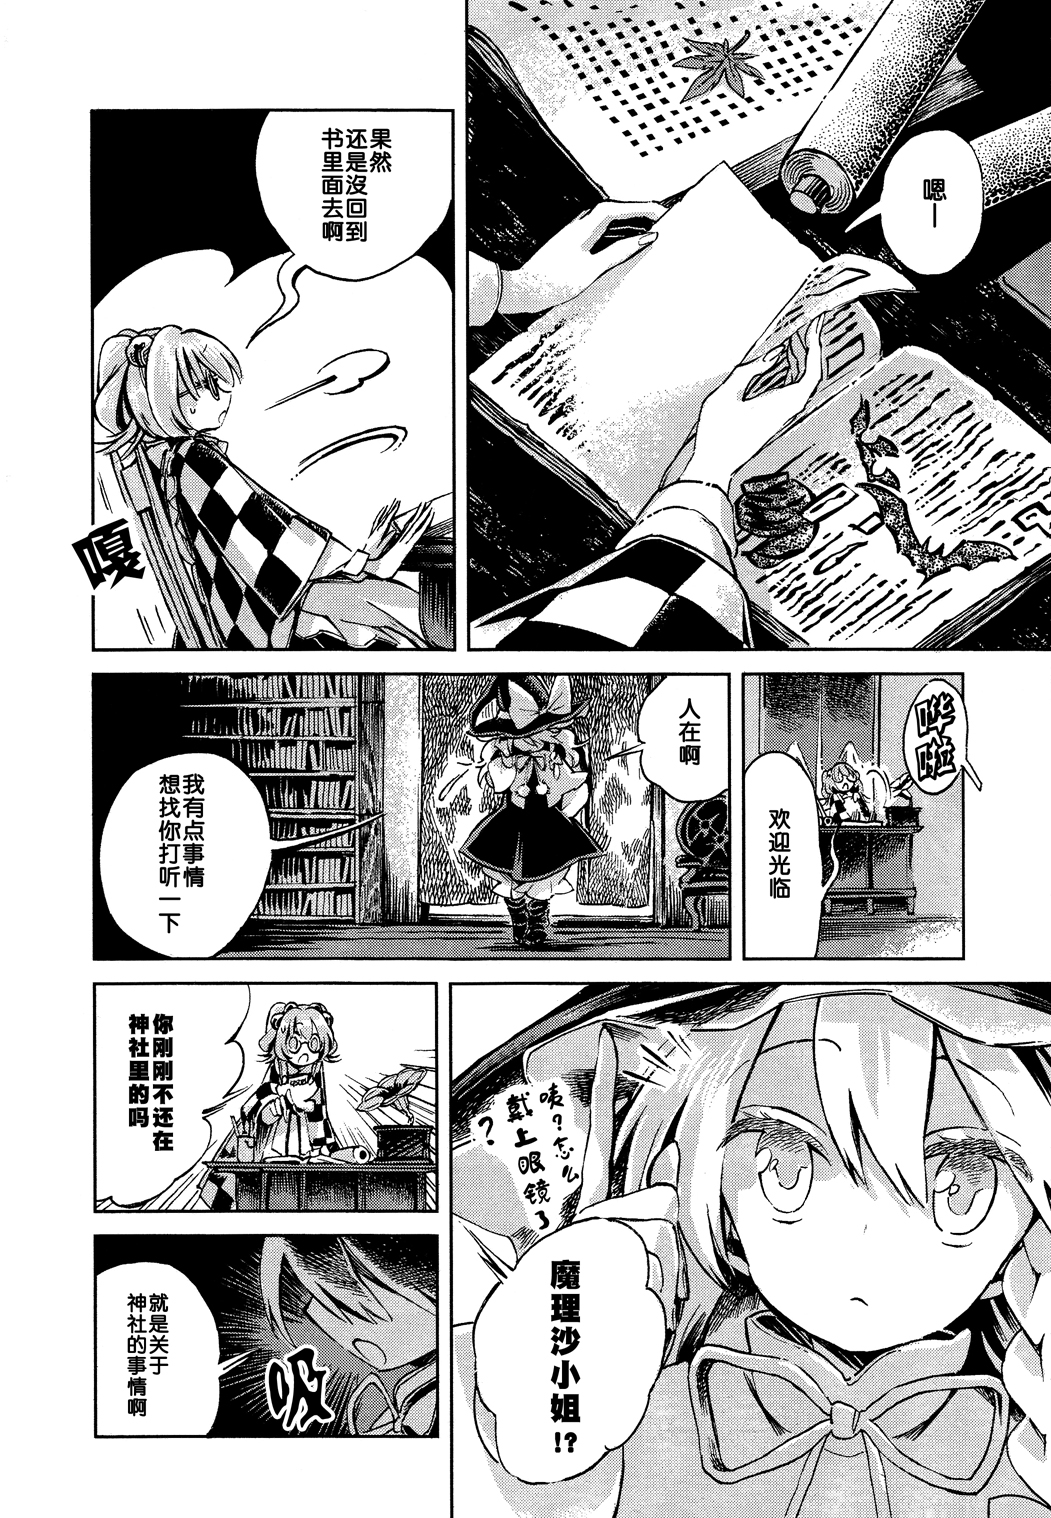 嗯—
果然
还是沒回到
书里面去啊
嘎
哗啦
欢迎光临
人在啊
我有点事情
想找你打听一下
咦?怎么
戴上眼镜了
?
魔理沙小姐!?
你刚刚不还在
神社里的吗
就是关于
神社的事情啊
吸